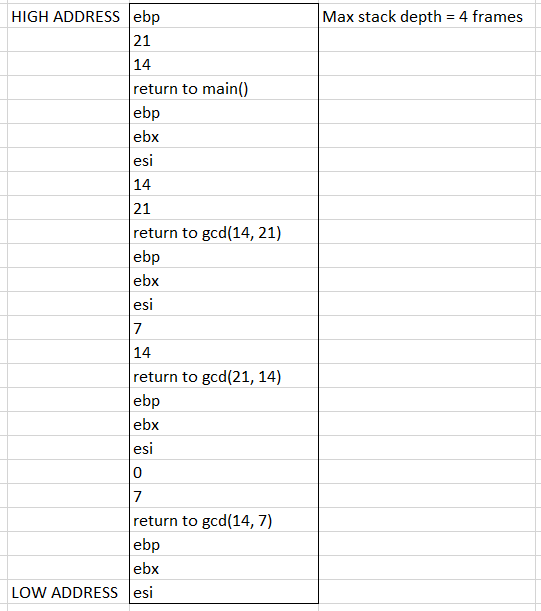 HIGH ADDRESS ebp Max stack depth = 4 frames
21
14
return to main()
ebp
ebx
esi
14
21
return to gcd(14, 21)
ebp
ebx
esi
7
14
return to gcd(21, 14)
ebp
ebx
esi
0
7
return to gcd(14, 7)
ebp
ebx
LOW ADDRESS esi